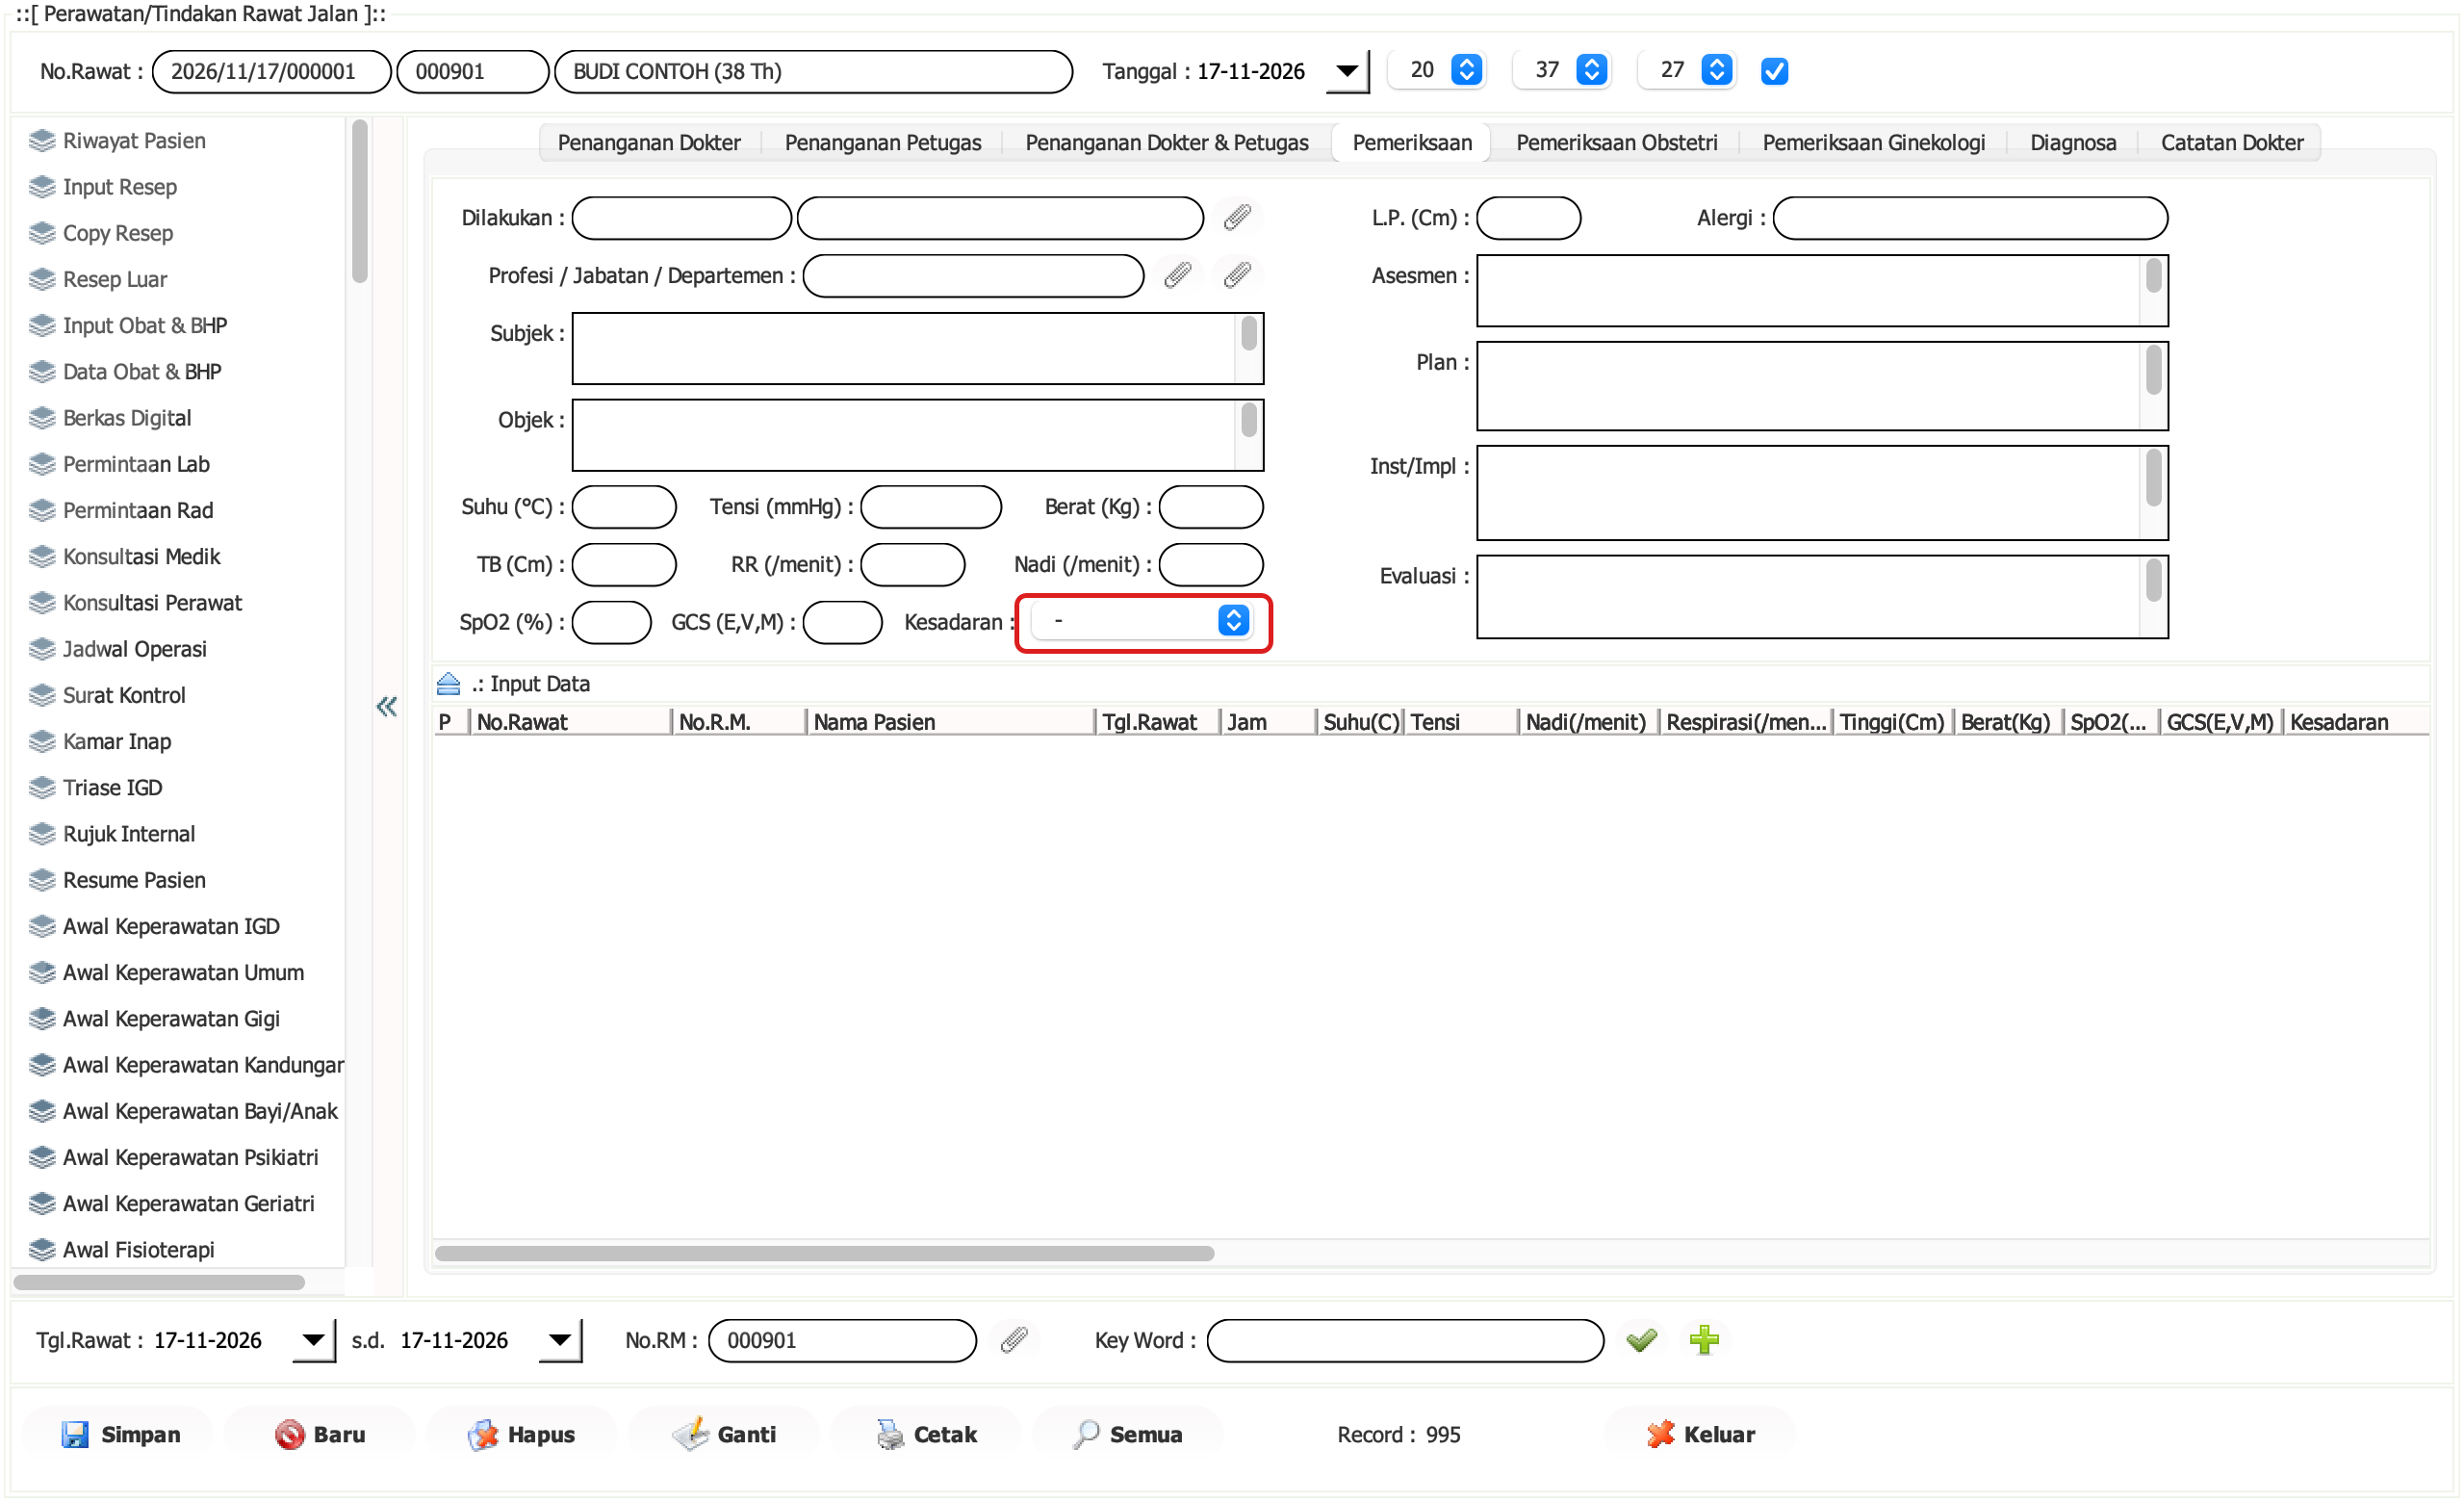 ::[ Perawatan/Tindakan Rawat Jalan ]::
No.Rawat : 2026/11/17/000001 000901 BUDI CONTOH (38 Th) Tanggal : 17-11-2026 20 37 27
Riwayat Pasien
Input Resep
Copy Resep
Resep Luar
Input Obat & BHP
Data Obat & BHP
Berkas Digital
Permintaan Lab
Permintaan Rad
Konsultasi Medik
Konsultasi Perawat
Jadwal Operasi
Surat Kontrol
Kamar Inap
Triase IGD
Rujuk Internal
Resume Pasien
Awal Keperawatan IGD
Awal Keperawatan Umum
Awal Keperawatan Gigi
Awal Keperawatan Kandungan
Awal Keperawatan Bayi/Anak
Awal Keperawatan Psikiatri
Awal Keperawatan Geriatri
Awal Fisioterapi
Penanganan Dokter Penanganan Petugas Penanganan Dokter & Petugas Pemeriksaan Pemeriksaan Obstetri Pemeriksaan Ginekologi Diagnosa Catatan Dokter
Dilakukan :
Profesi / Jabatan / Departemen :
Subjek :
Objek :
Suhu (°C) : Tensi (mmHg) : Berat (Kg) :
TB (Cm) : RR (/menit) : Nadi (/menit) :
SpO2 (%) : GCS (E,V,M) : Kesadaran : -
L.P. (Cm) : Alergi :
Asesmen :
Plan :
Inst/Impl :
Evaluasi :
.: Input Data
P No.Rawat No.R.M. Nama Pasien Tgl.Rawat Jam Suhu(C) Tensi Nadi(/menit) Respirasi(/men... Tinggi(Cm) Berat(Kg) SpO2(... GCS(E,V,M) Kesadaran
Tgl.Rawat : 17-11-2026 s.d. 17-11-2026 No.RM : 000901 Key Word :
Simpan Baru Hapus Ganti Cetak Semua Record : 995 Keluar